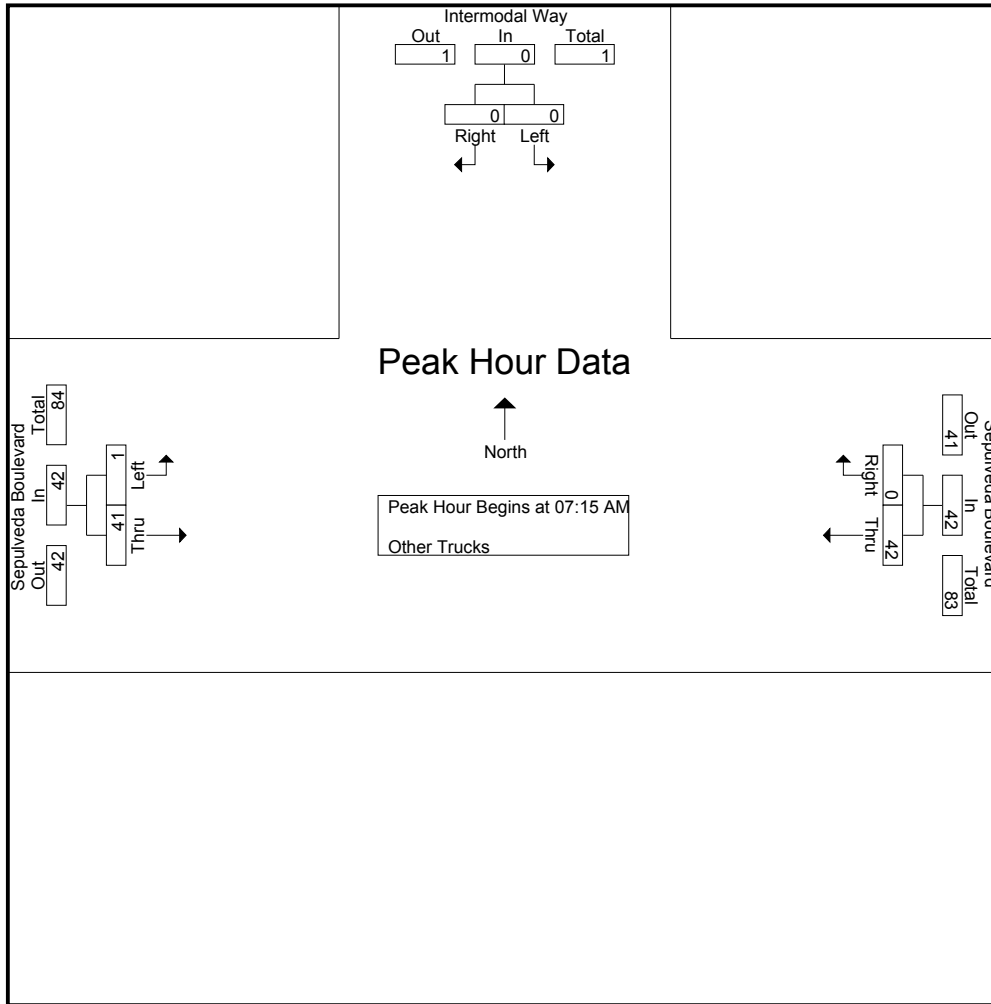 Intermodal Way
Out In Total
1 0 1
0 0
Right Left
Peak Hour Data
North
Peak Hour Begins at 07:15 AM
Other Trucks
Sepulveda Boulevard
Total In Out
84 42 42
1 41
Left Thru
Sepulveda Boulevard
Out In Total
41 42 83
0 42
Right Thru